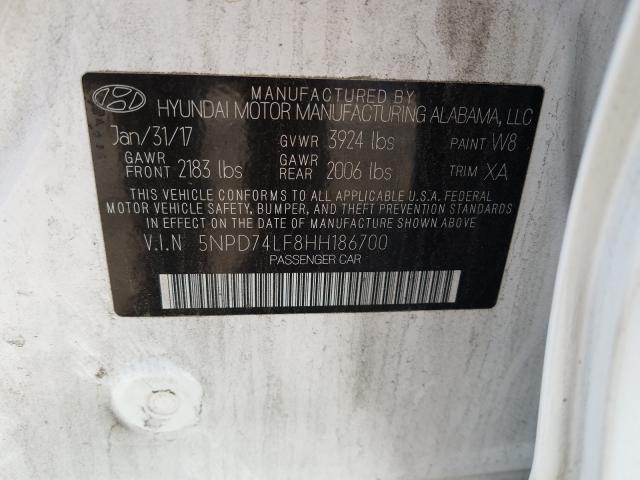 MANUFACTURED BY
HYUNDAI MOTOR MANUFACTURING ALABAMA, LLC
Jan/31/17 GVWR 3924 lbs PAINT W8
GAWR FRONT 2183 lbs GAWR REAR 2006 lbs TRIM XA
THIS VEHICLE CONFORMS TO ALL APPLICABLE U.S.A. FEDERAL
MOTOR VEHICLE SAFETY, BUMPER, AND THEFT PREVENTION STANDARDS
IN EFFECT ON THE DATE OF MANUFACTURE SHOWN ABOVE.
V.I.N 5NPD74LF8HH186700
PASSENGER CAR